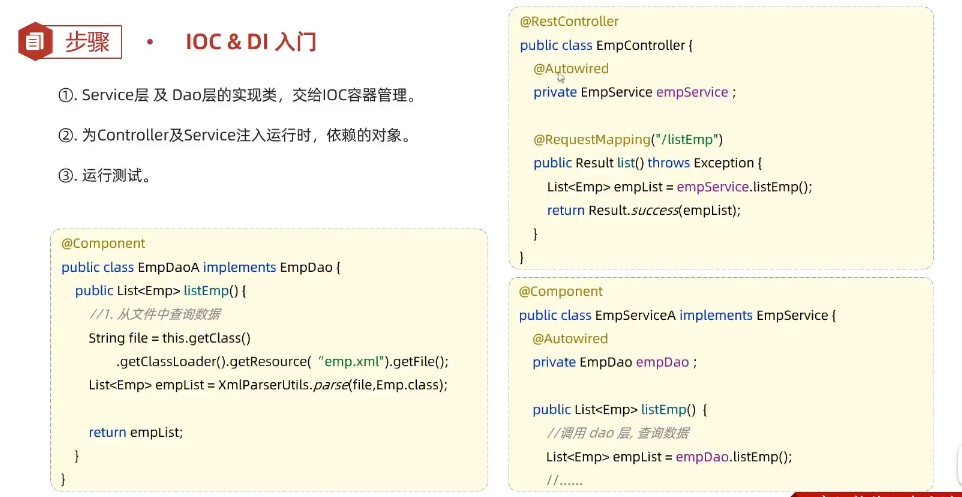 步骤 • IOC & DI 入门
①. Service层 及 Dao层的实现类，交给IOC容器管理。
②. 为Controller及Service注入运行时，依赖的对象。
③. 运行测试。
@Component
public class EmpDaoA implements EmpDao {
public List<Emp> listEmp() {
//1. 从文件中查询数据
String file = this.getClass()
.getClassLoader().getResource( “emp.xml").getFile();
List<Emp> empList = XmlParserUtils.parse(file,Emp.class);
return empList;
}
}
@RestController
public class EmpController {
@Autowired
private EmpService empService ;
@RequestMapping("/listEmp")
public Result list() throws Exception {
List<Emp> empList = empService.listEmp();
return Result.success(empList);
}
}
@Component
public class EmpServiceA implements EmpService {
@Autowired
private EmpDao empDao ;
public List<Emp> listEmp() {
//调用 dao 层, 查询数据
List<Emp> empList = empDao.listEmp();
//......